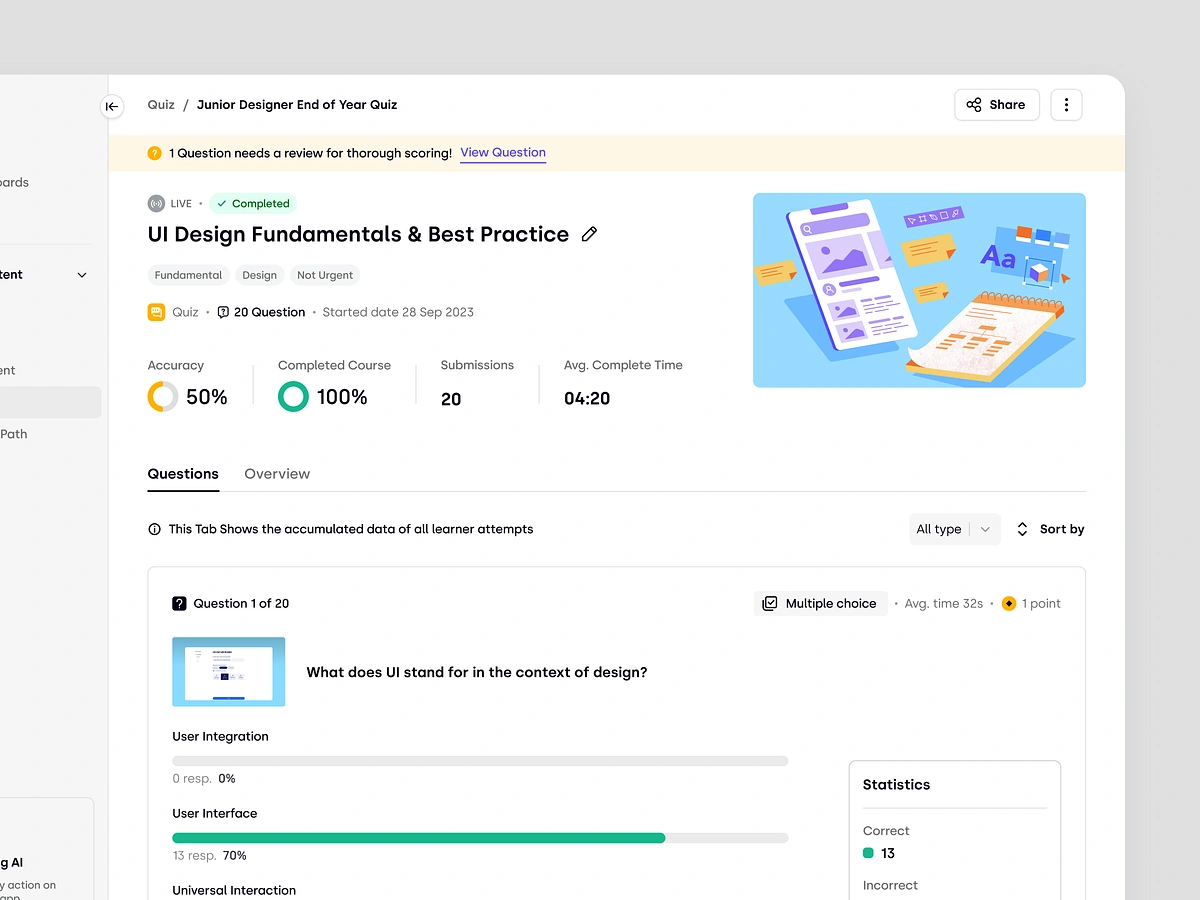 Quiz / Junior Designer End of Year Quiz
Share
1 Question needs a review for thorough scoring! View Question
oards
tent
ent
Path
g AI
y action on
app
LIVE • Completed
UI Design Fundamentals & Best Practice
Fundamental Design Not Urgent
Quiz • 20 Question • Started date 28 Sep 2023
Aa
Accuracy Completed Course Submissions Avg. Complete Time
50% 100% 20 04:20
Questions Overview
This Tab Shows the accumulated data of all learner attempts
All type Sort by
Question 1 of 20
Multiple choice • Avg. time 32s • 1 point
What does UI stand for in the context of design?
User Integration
0 resp. 0%
User Interface
13 resp. 70%
Universal Interaction
Statistics
Correct
13
Incorrect